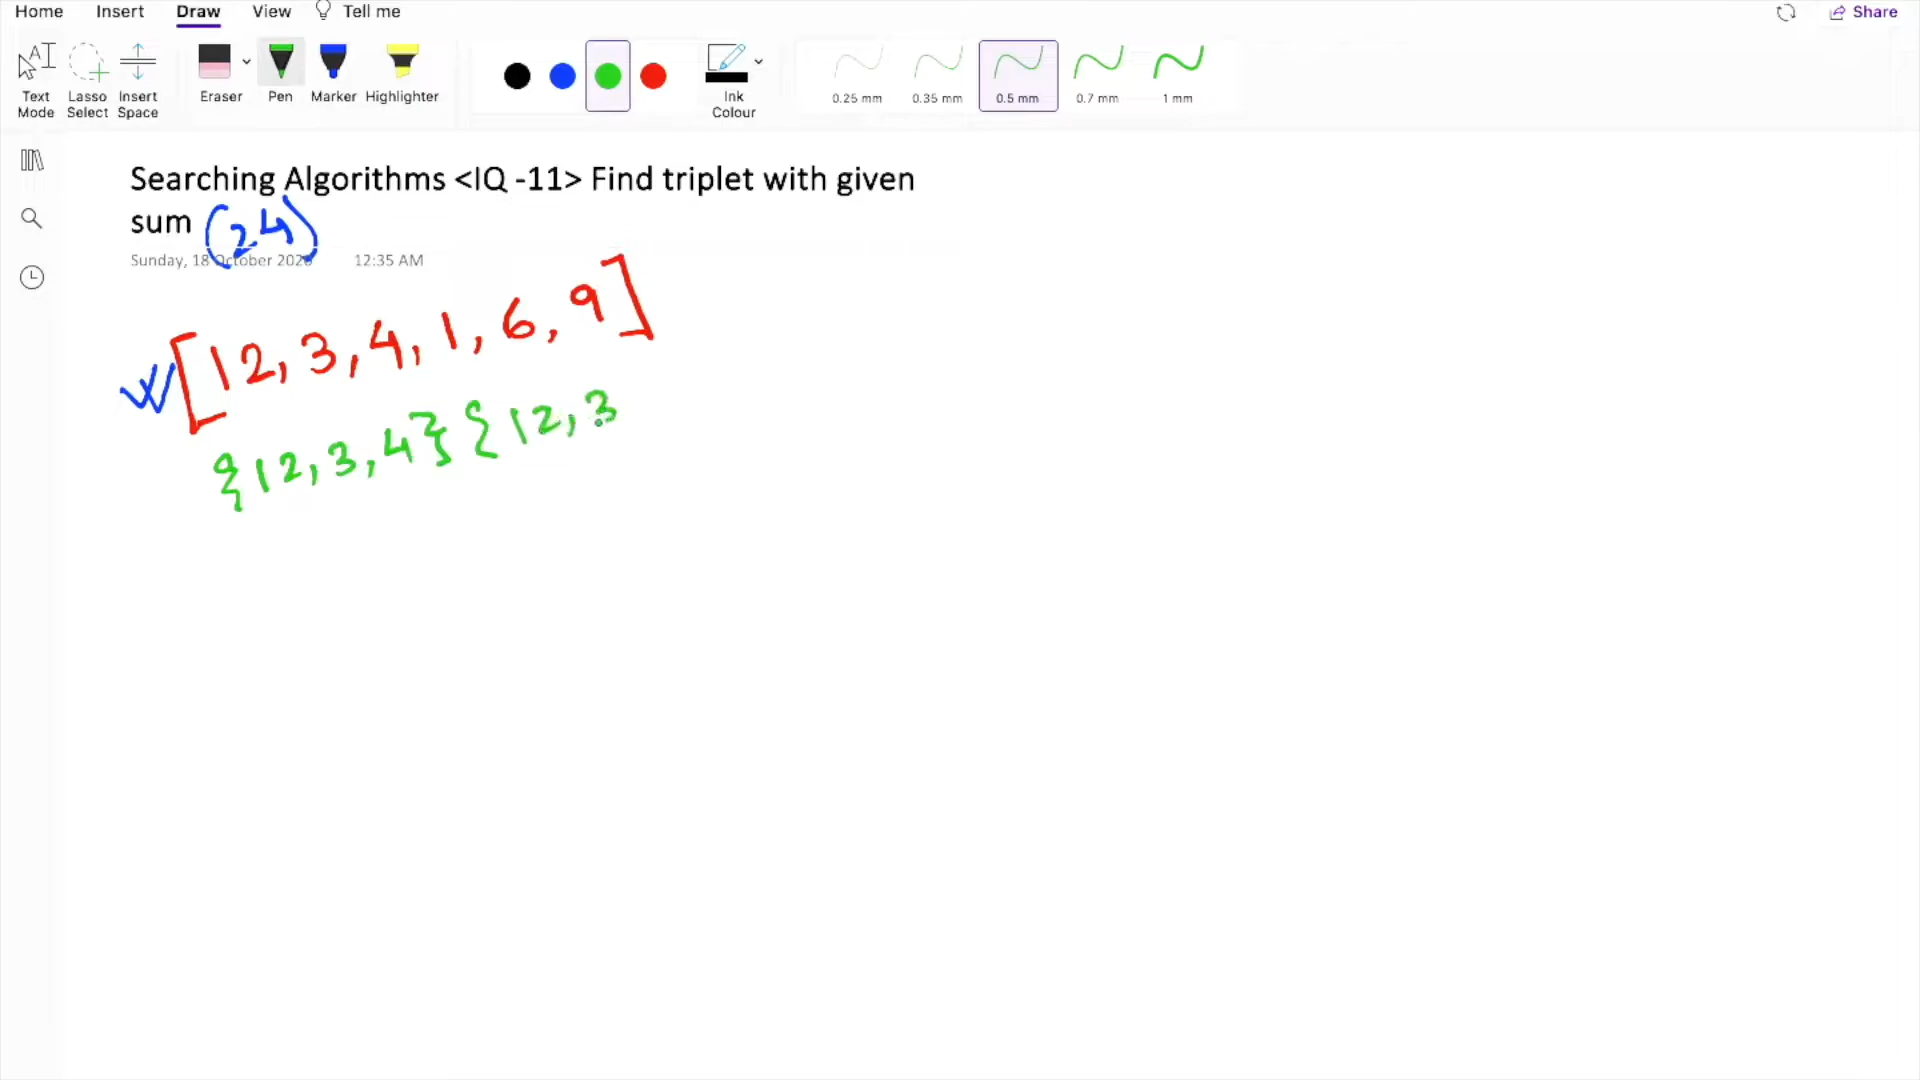 Home Insert Draw View Tell me Share
Text Mode Lasso Select Insert Space Eraser Pen Marker Highlighter Ink Colour 0.25 mm 0.35 mm 0.5 mm 0.7 mm 1 mm
Searching Algorithms <IQ -11> Find triplet with given
sum (24)
Sunday, 18 October 2020 12:35 AM
[12, 3, 4, 1, 6, 9]
{12, 3, 4} {12, 3